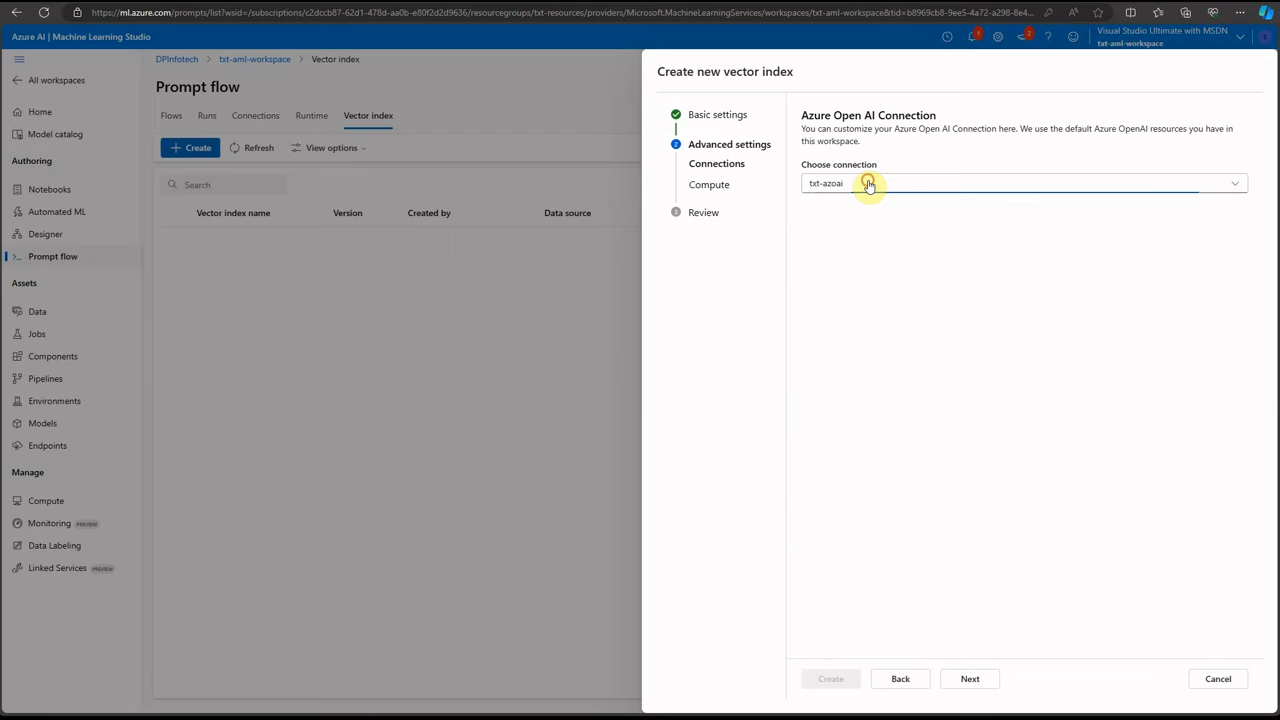 https://ml.azure.com/prompts/list?wsid=/subscriptions/c2dccb87-62d1-478d-aa0b-e80f2d2d9636/resourcegroups/txt-resources/providers/Microsoft.MachineLearningServices/workspaces/txt-aml-workspace&tid=b8969cb8-9ee5-4a72-a298-8e4...
Azure AI | Machine Learning Studio
1
2
Visual Studio Ultimate with MSDN
txt-aml-workspace
All workspaces
Home
Model catalog
Authoring
Notebooks
Automated ML
Designer
Prompt flow
Assets
Data
Jobs
Components
Pipelines
Environments
Models
Endpoints
Manage
Compute
Monitoring PREVIEW
Data Labeling
Linked Services PREVIEW
DPInfotech > txt-aml-workspace > Vector index
Prompt flow
Flows Runs Connections Runtime Vector index
Create Refresh View options
Search
Vector index name Version Created by Data source
Create new vector index
Basic settings
2 Advanced settings
Connections
Compute
3 Review
Azure Open AI Connection
You can customize your Azure Open AI Connection here. We use the default Azure OpenAI resources you have in
this workspace.
Choose connection
txt-azoai
Create Back Next Cancel